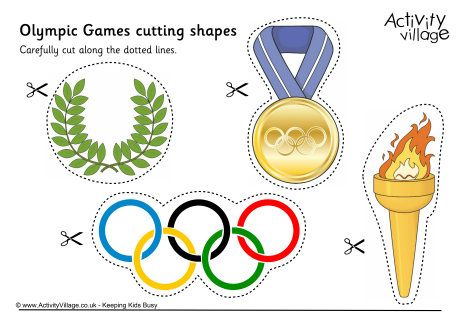 Olympic Games cutting shapes
Carefully cut along the dotted lines.
Activity
village
© www.ActivityVillage.co.uk - Keeping Kids Busy